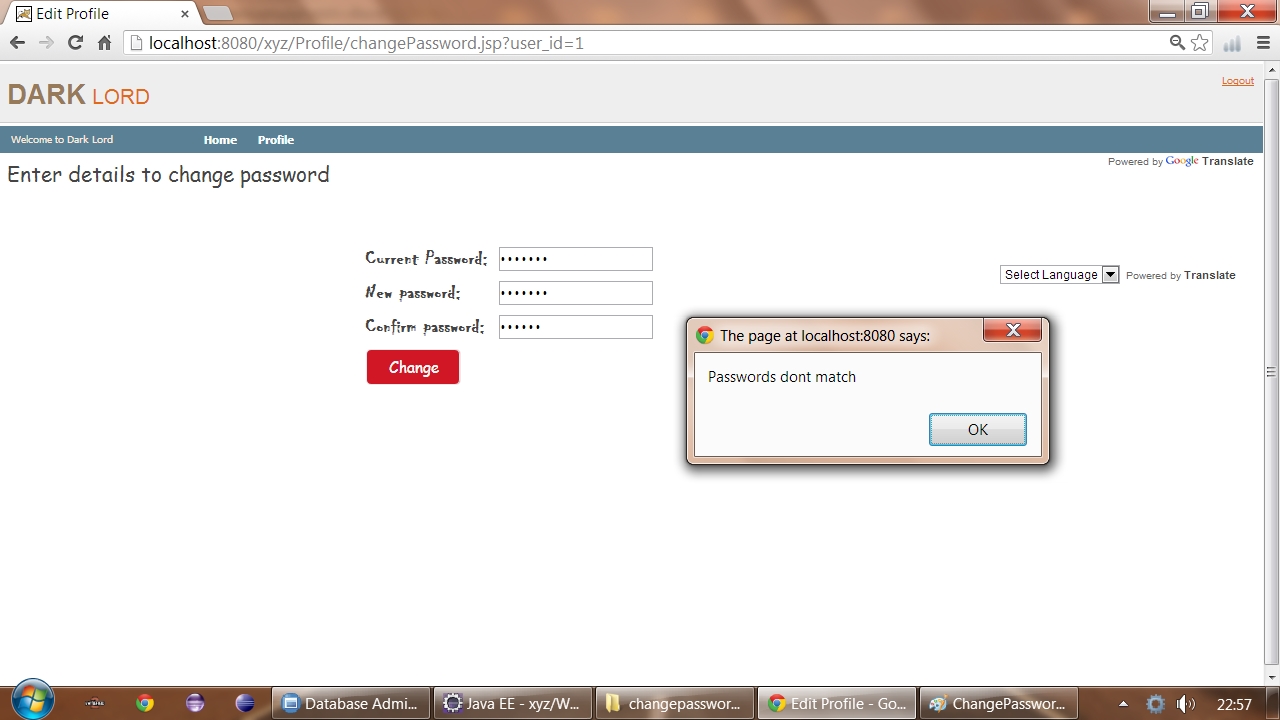 Edit Profile
localhost:8080/xyz/Profile/changePassword.jsp?user_id=1
DARK LORD
Logout
Welcome to Dark Lord Home Profile
Powered by Google Translate
Enter details to change password
Current Password:
New password:
Confirm password:
Change
Select Language Powered by Translate
The page at localhost:8080 says:
Passwords dont match
OK
Database Admi... Java EE - xyz/W... changepasswor... Edit Profile - Go... ChangePasswor... 22:57